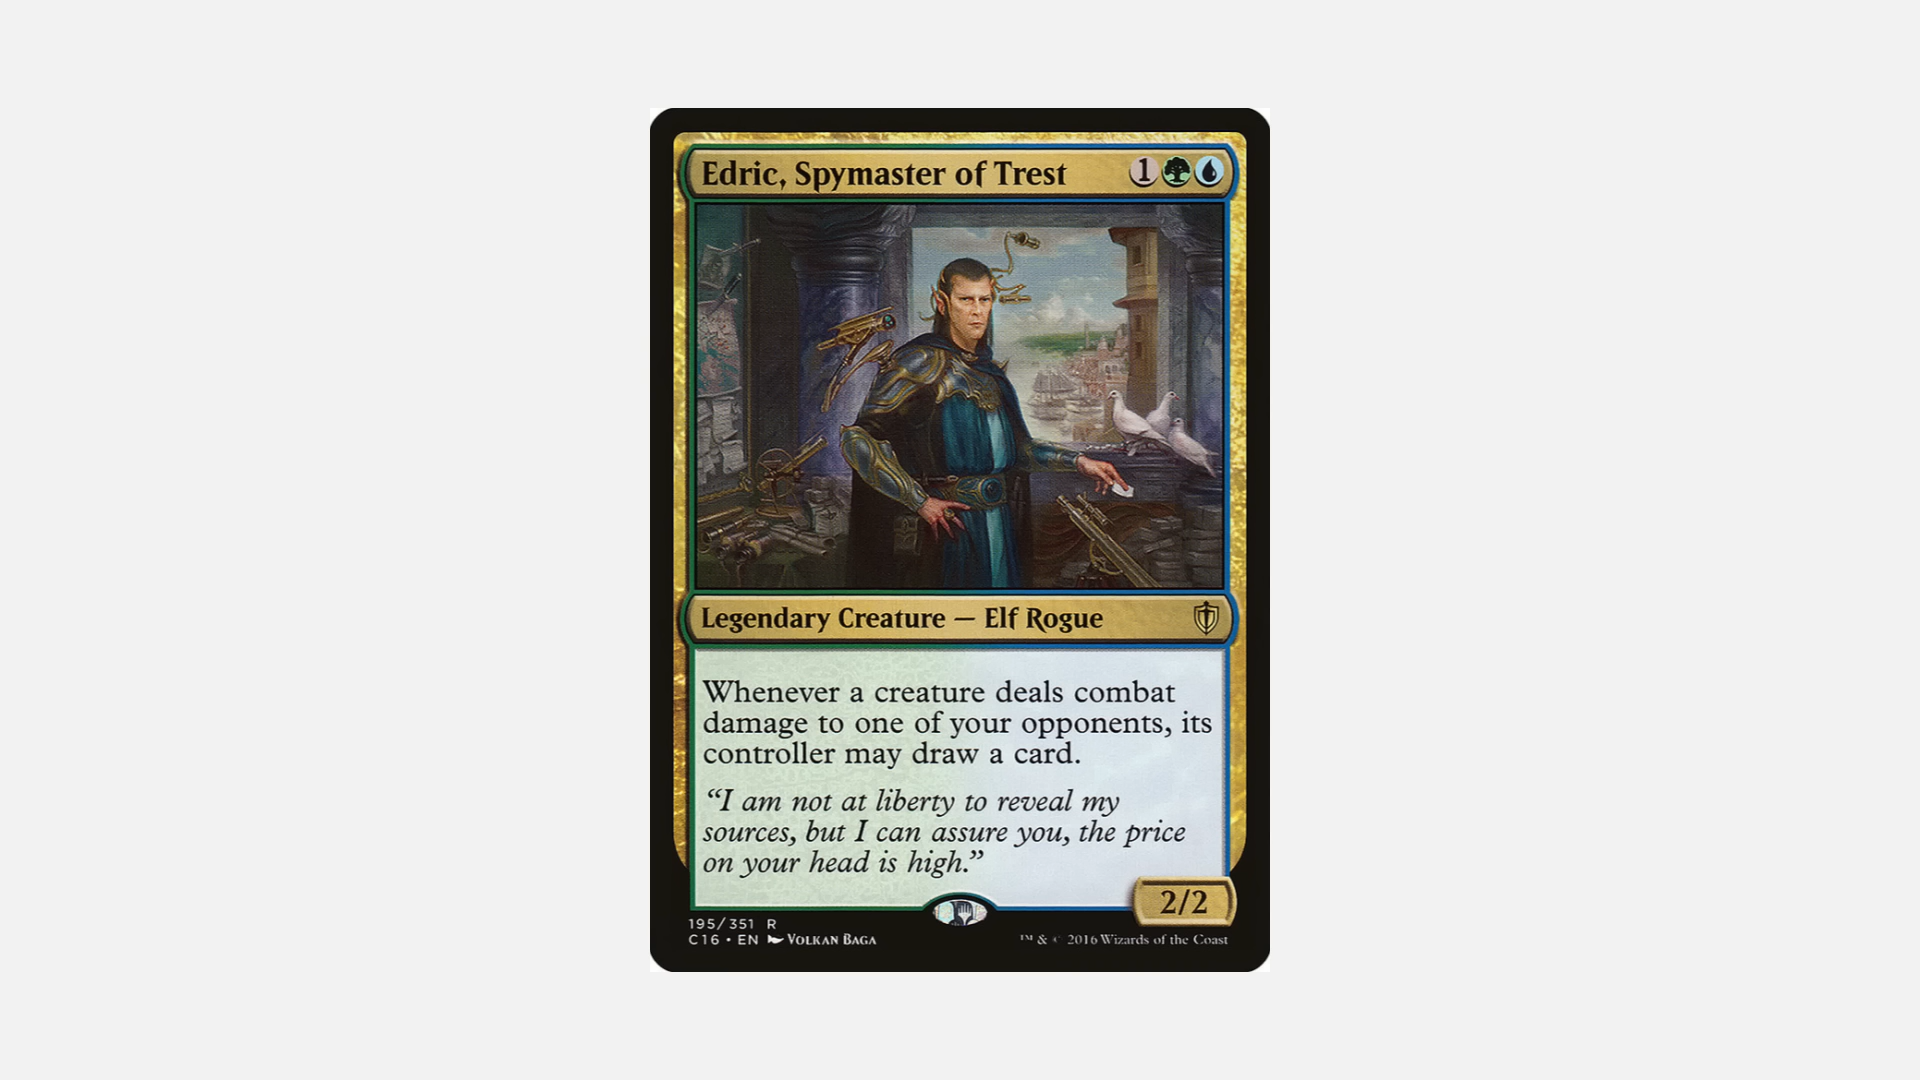 Edric, Spymaster of Trest 1
Legendary Creature — Elf Rogue
Whenever a creature deals combat
damage to one of your opponents, its
controller may draw a card.
“I am not at liberty to reveal my
sources, but I can assure you, the price
on your head is high.”
2/2
195/351 R
C16 • EN VOLKAN BAGA
™ & © 2016 Wizards of the Coast